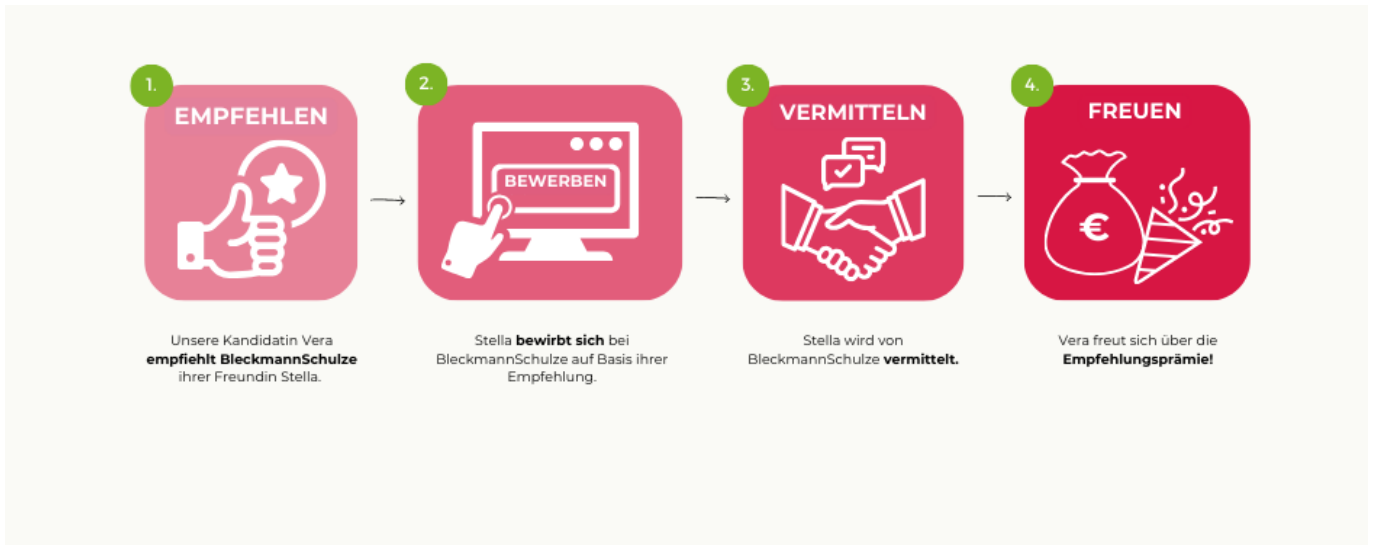 1.
EMPFEHLEN
Unsere Kandidatin Vera
empfiehlt BleckmannSchulze
ihrer Freundin Stella.
2.
BEWERBEN
Stella bewirbt sich bei
BleckmannSchulze auf Basis ihrer
Empfehlung.
3.
VERMITTELN
Stella wird von
BleckmannSchulze vermittelt.
4.
FREUEN
€
Vera freut sich über die
Empfehlungsprämie!